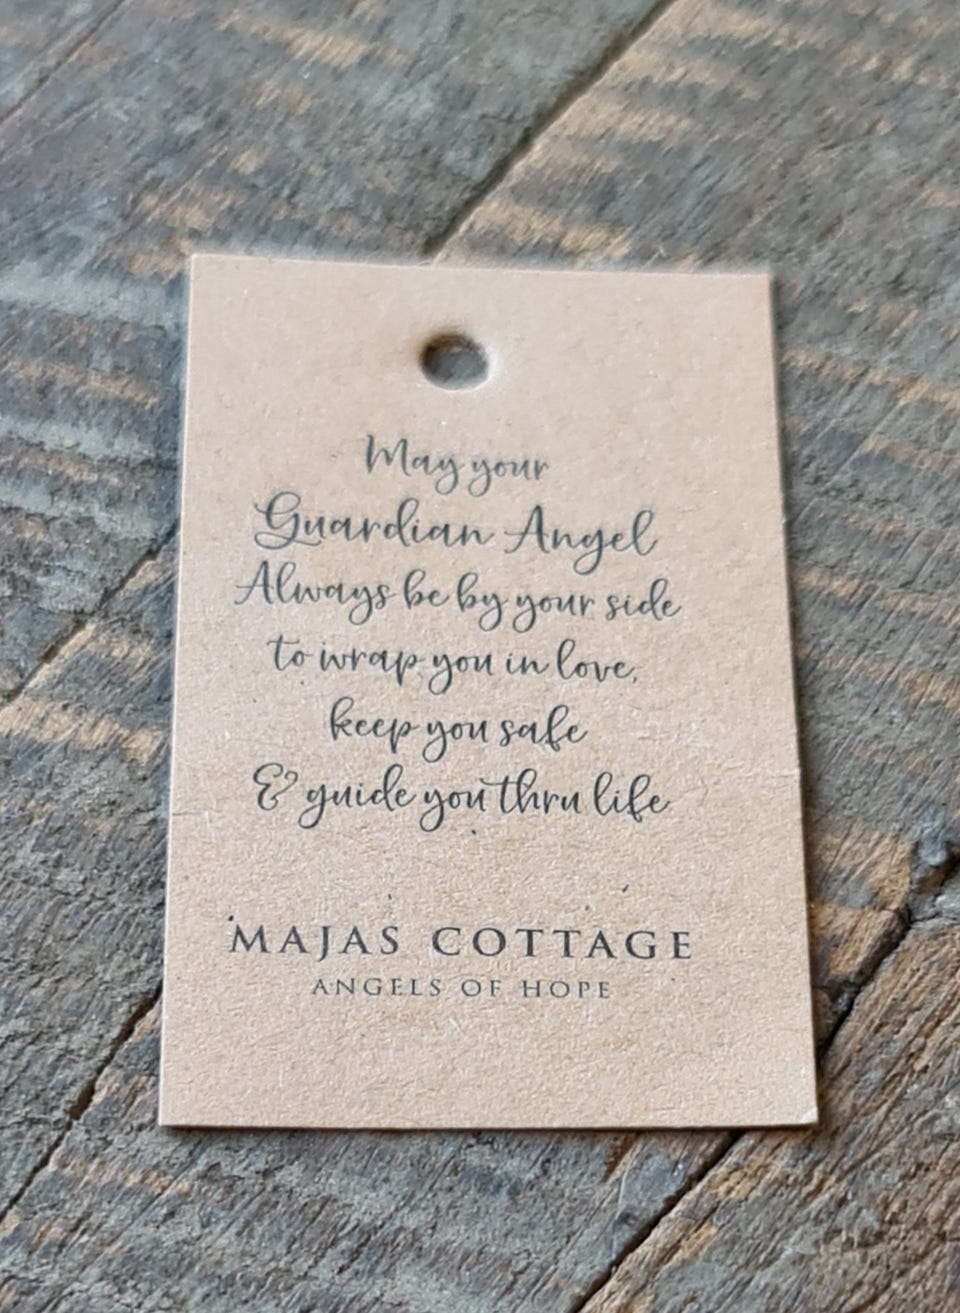 May your
Guardian Angel
Always be by your side
to wrap you in love,
keep you safe
& guide you thru life
MAJAS COTTAGE
ANGELS OF HOPE